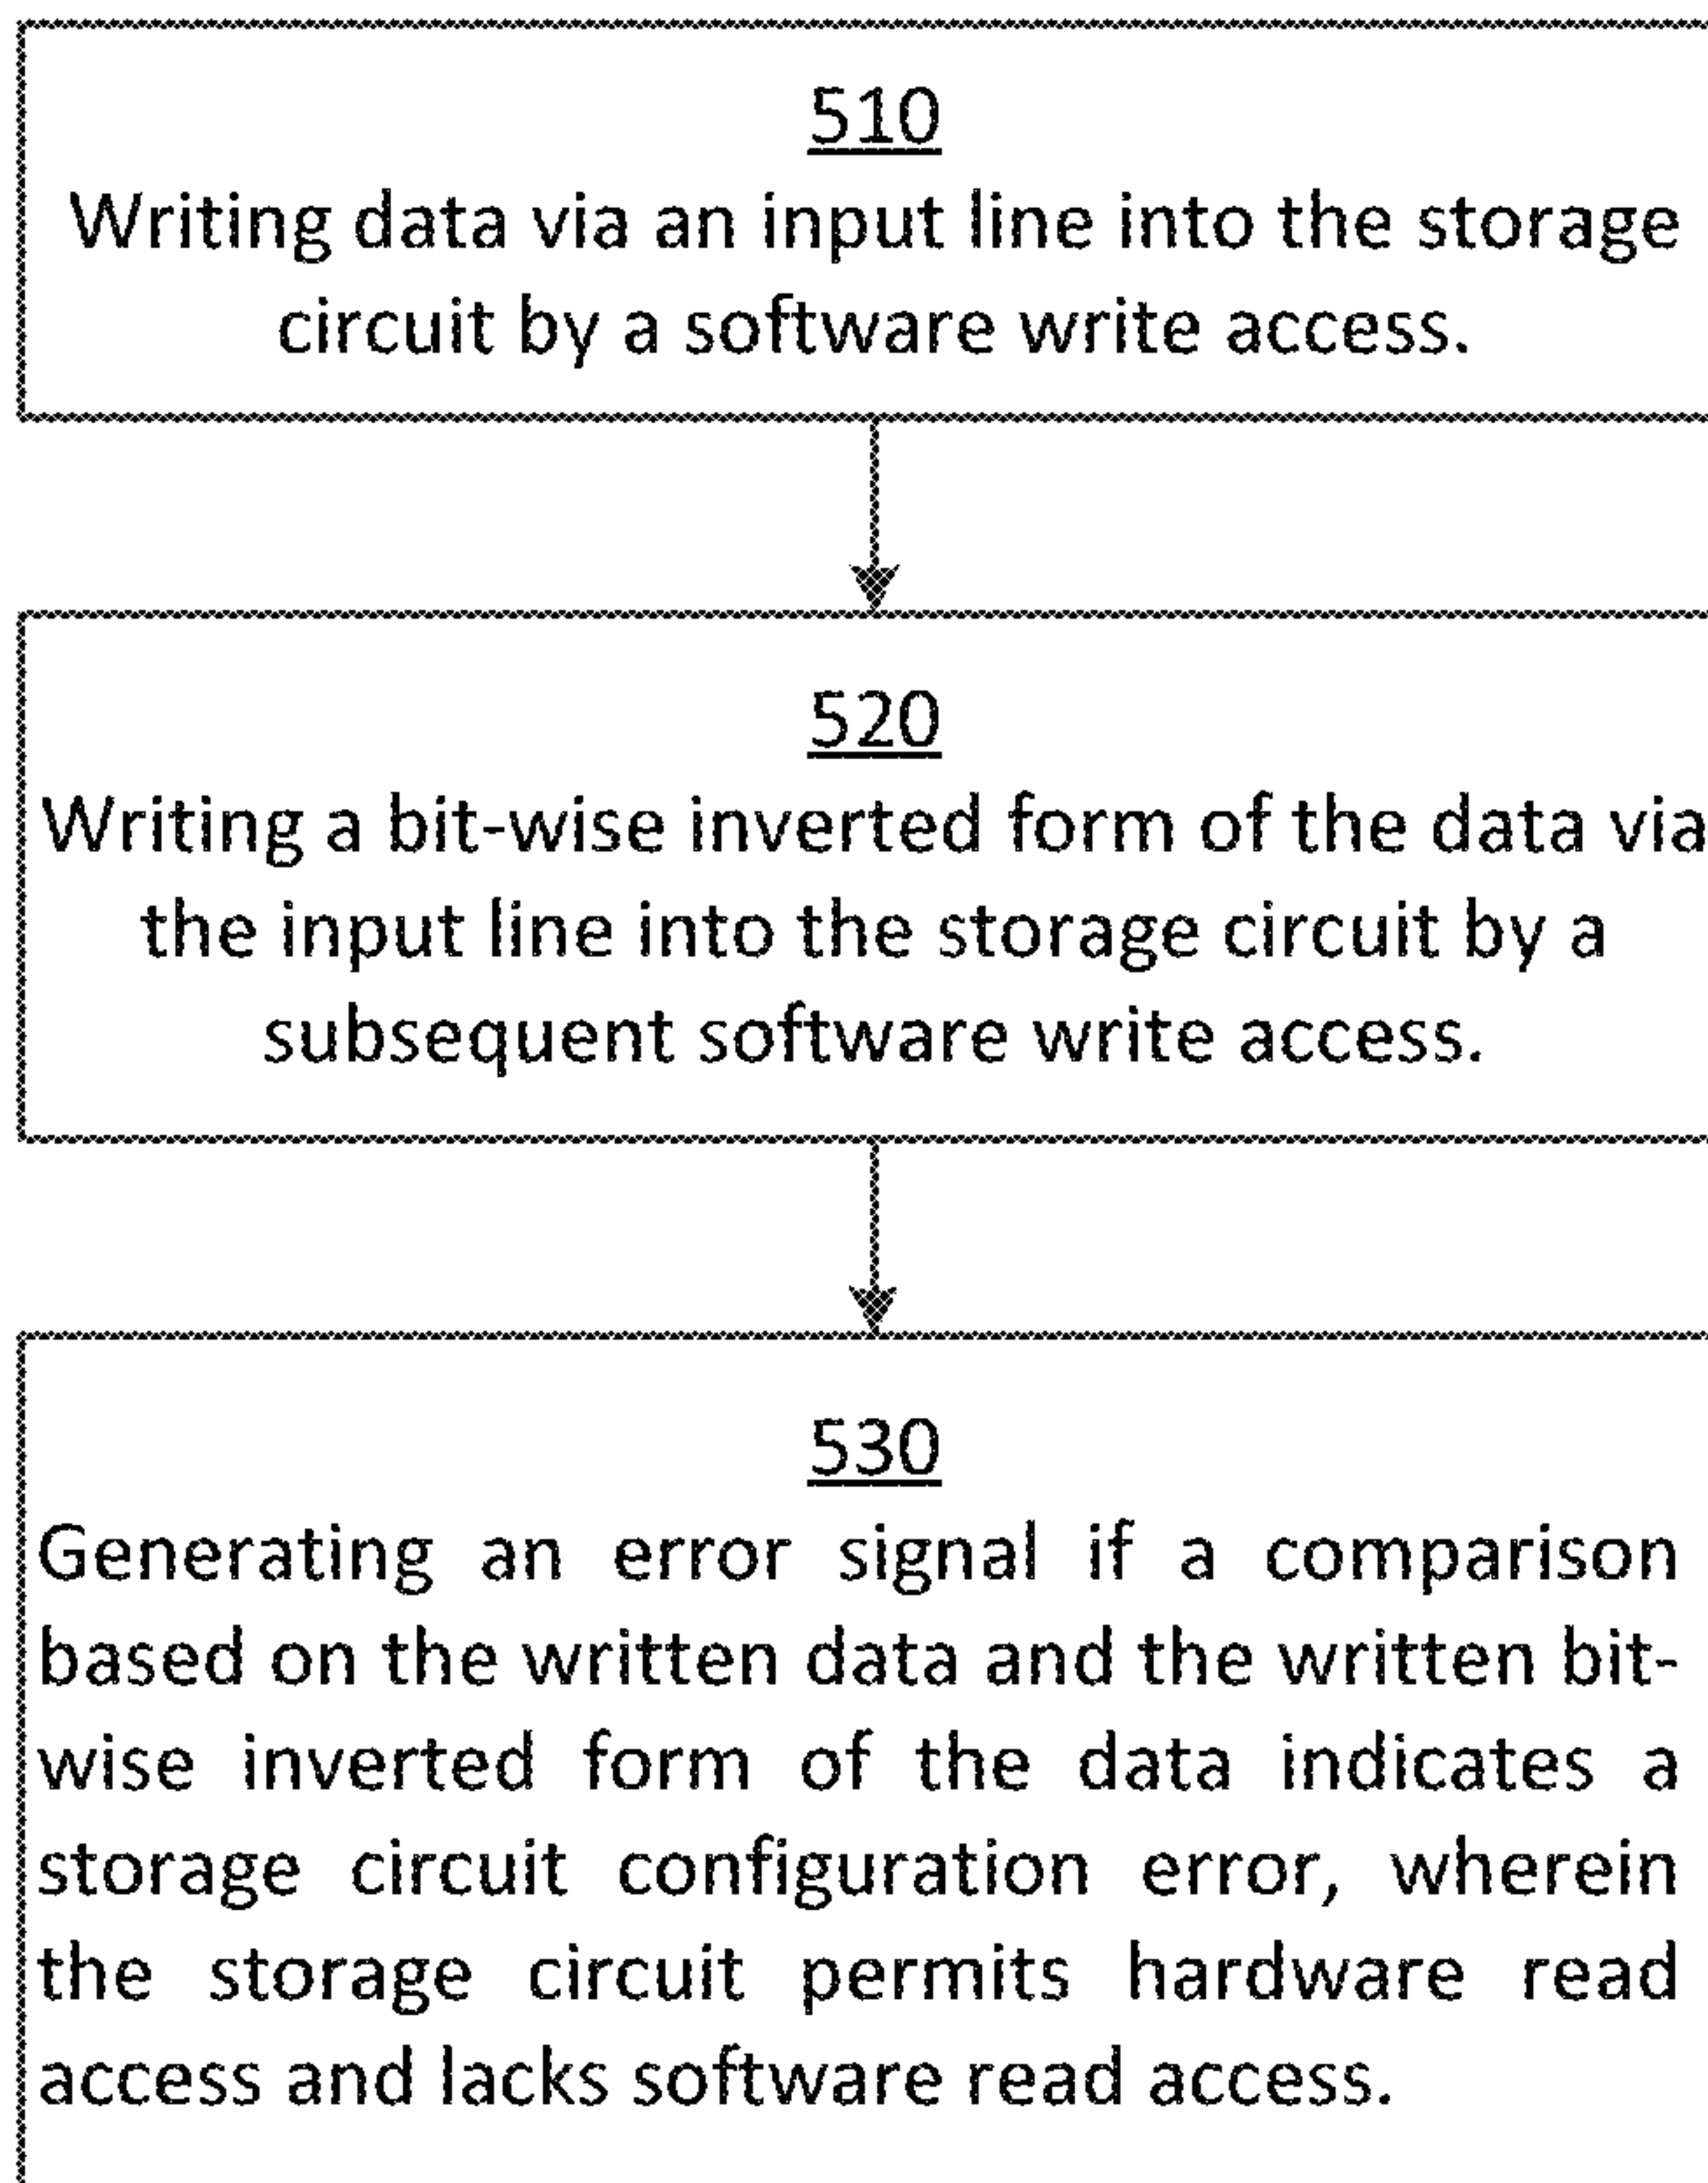 510
Writing data via an input line into the storage
circuit by a software write access.
520
Writing a bit-wise inverted form of the data via
the input line into the storage circuit by a
subsequent software write access.
530
Generating an error signal if a comparison
based on the written data and the written bit-
wise inverted form of the data indicates a
storage circuit configuration error, wherein
the storage circuit permits hardware read
access and lacks software read access.